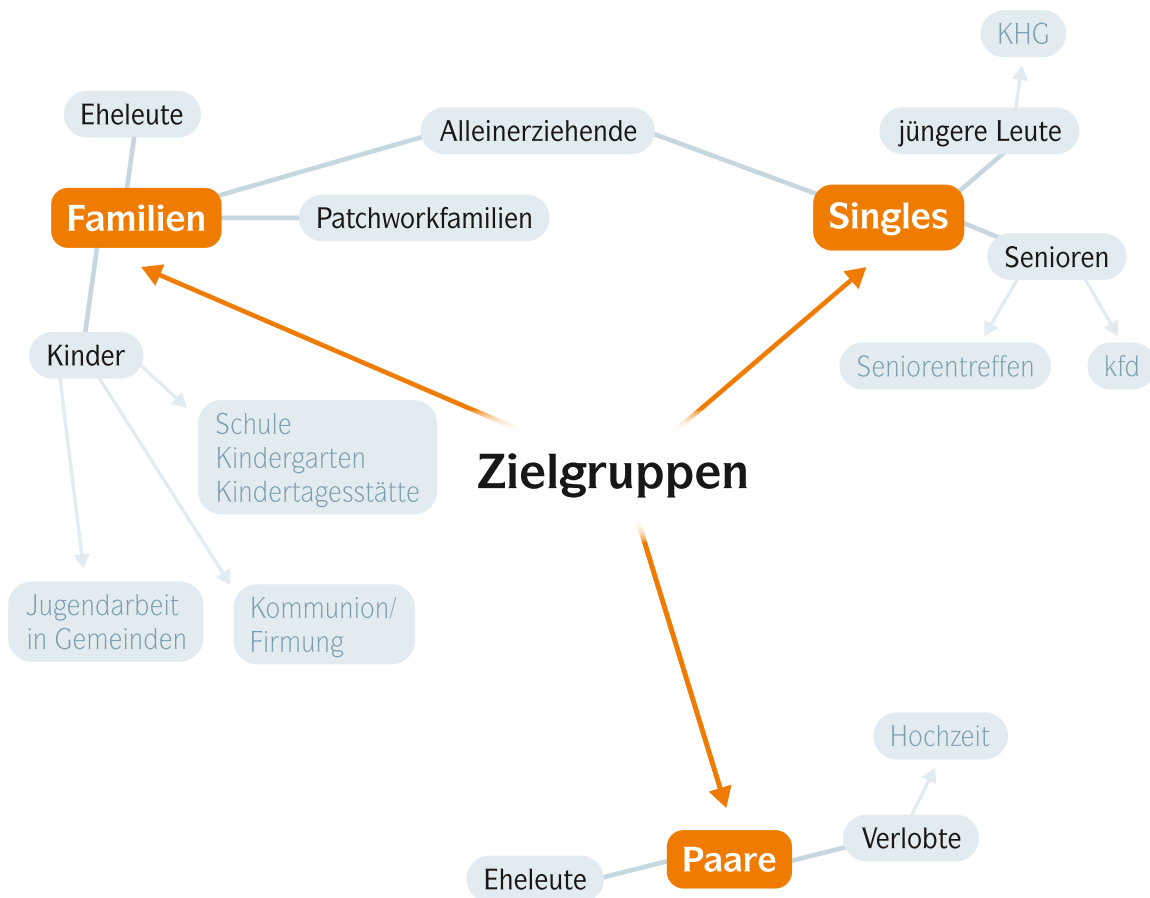 KHG
Eheleute
Alleinerziehende
jüngere Leute
Familien
Patchworkfamilien
Singles
Senioren
Kinder
Seniorentreffen
kfd
Schule
Kindergarten
Kindertagesstätte
Zielgruppen
Jugendarbeit
in Gemeinden
Kommunion/
Firmung
Hochzeit
Verlobte
Paare
Eheleute